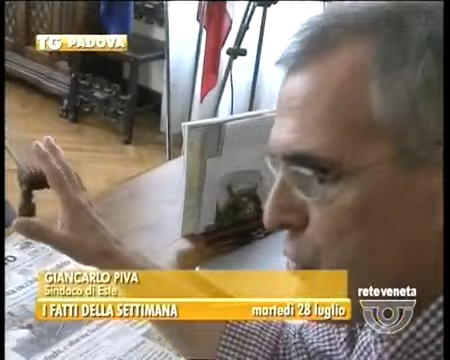 TG PADOVA
GIANCARLO PIVA
Sindaco di Este
I FATTI DELLA SETTIMANA
martedì 28 luglio
reteveneta